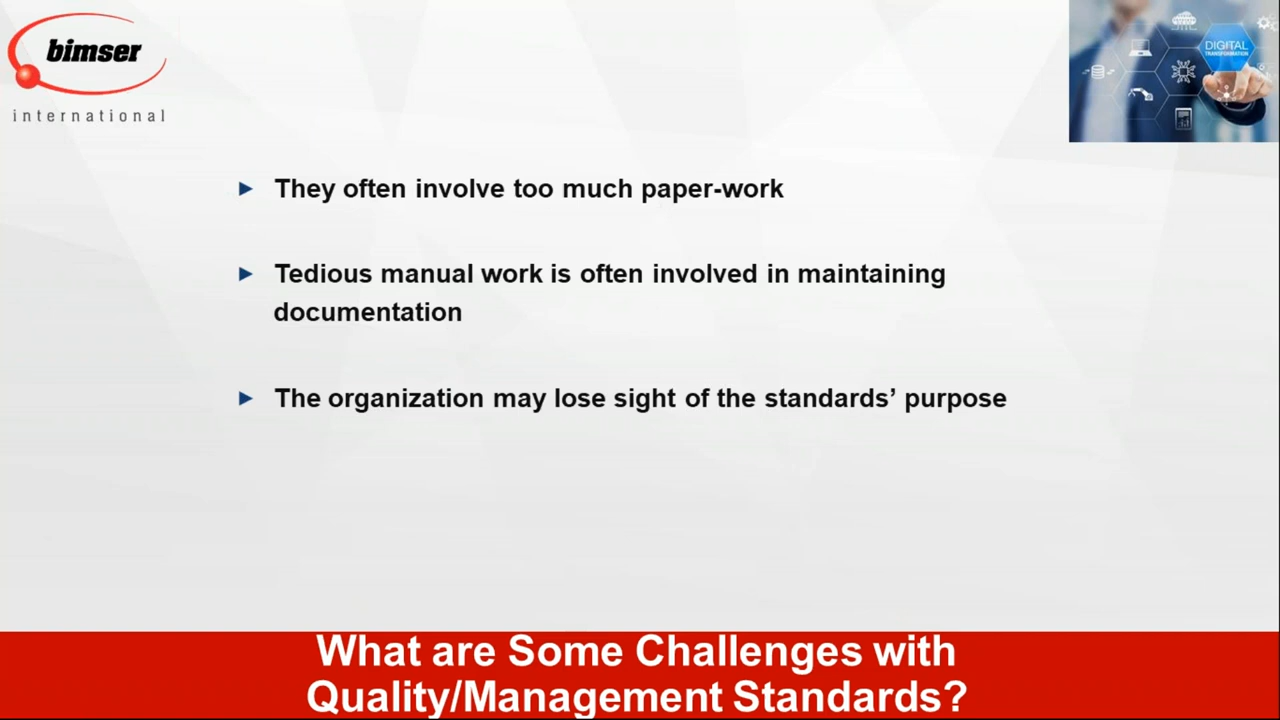 bimser
international
DIGITAL
TRANSFORMATION
► They often involve too much paper-work
► Tedious manual work is often involved in maintaining
documentation
► The organization may lose sight of the standards’ purpose
What are Some Challenges with
Quality/Management Standards?